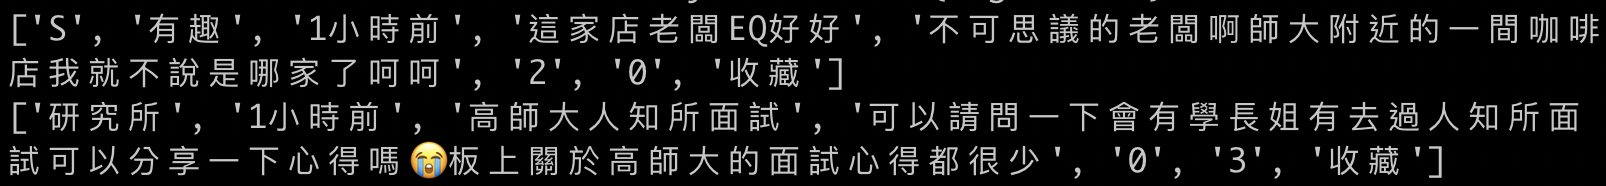 ['S', '有趣', '1小時前', '這家店老闆EQ好好', '不可思議的老闆啊師大附近的一間咖啡
店我就不說是哪家了呵呵', '2', '0', '收藏']
['研究所', '1小時前', '高師大人知所面試', '可以請問一下會有學長姐有去過人知所面
試可以分享一下心得嗎😭板上關於高師大的面試心得都很少', '0', '3', '收藏']